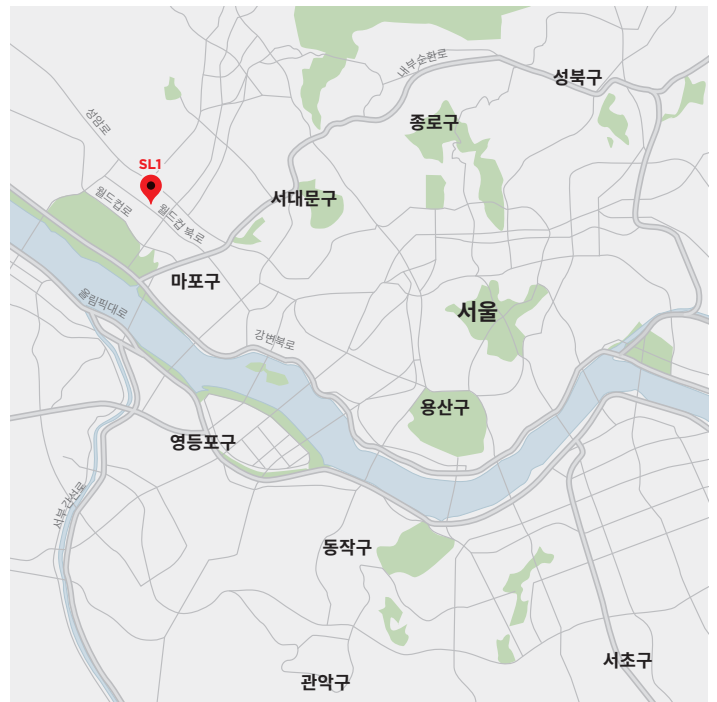 내부순환로
성북구
성암로
종로구
SL1
서대문구
월드컵로
월드컵 북로
마포구
올림픽대로
서울
강변북로
용산구
영등포구
서부간선로
동작구
서초구
관악구